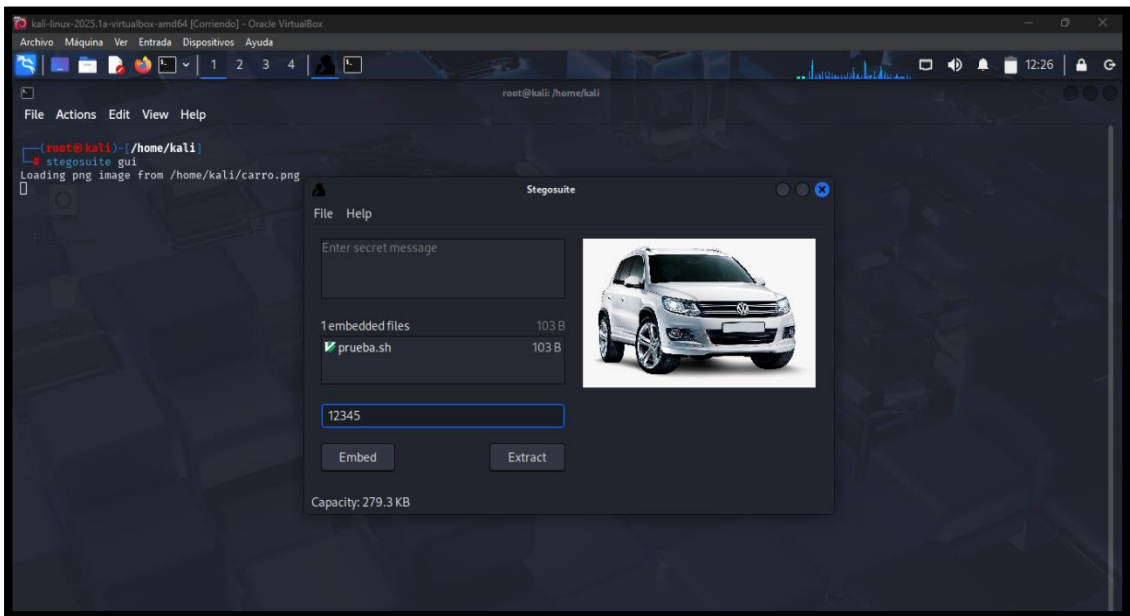 kali-linux-2025.1a-virtualbox-amd64 [Corriendo] - Oracle VirtualBox
Archivo Máquina Ver Entrada Dispositivos Ayuda
1 2 3 4
12:26
root@kali: /home/kali
File Actions Edit View Help
(root㉿kali)-[/home/kali]
# stegosuite gui
Loading png image from /home/kali/carro.png
Stegosuite
File Help
Enter secret message
1 embedded files 103 B
prueba.sh 103 B
12345
Embed Extract
Capacity: 279.3 KB